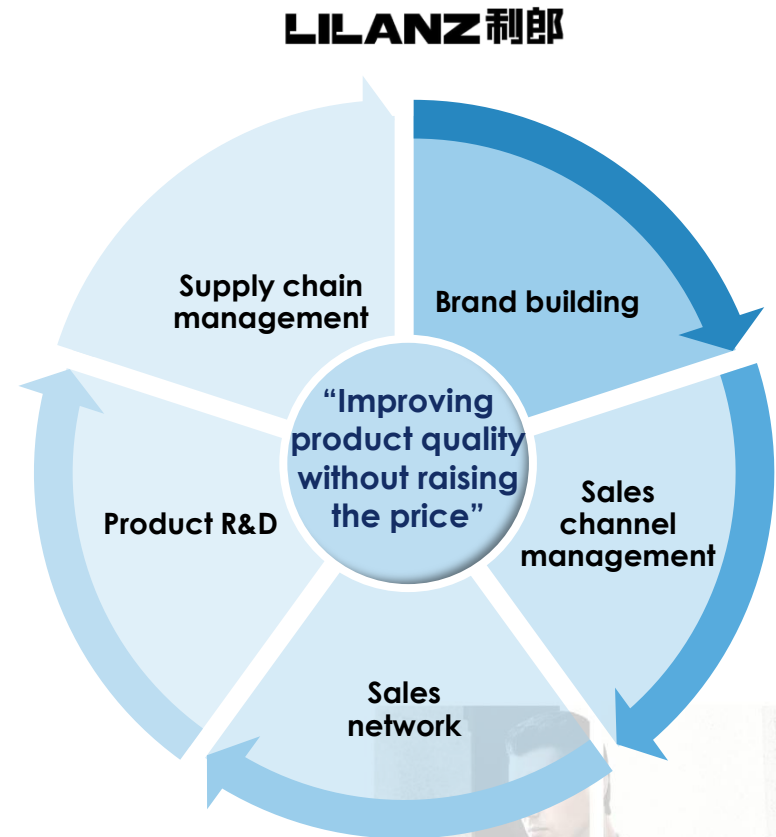 LILANZ利郎
Supply chain
management
Brand building
“Improving
product quality
without raising
the price”
Sales
channel
management
Product R&D
Sales
network